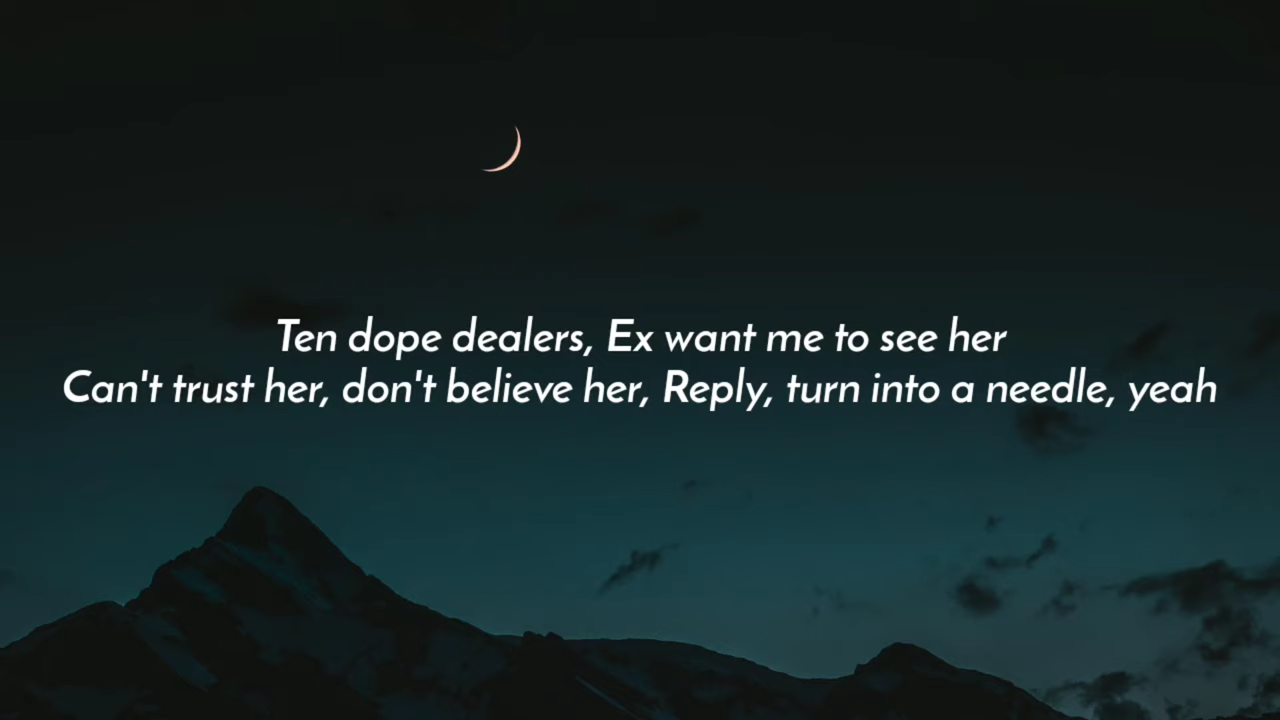 Ten dope dealers, Ex want me to see her
Can't trust her, don't believe her, Reply, turn into a needle, yeah